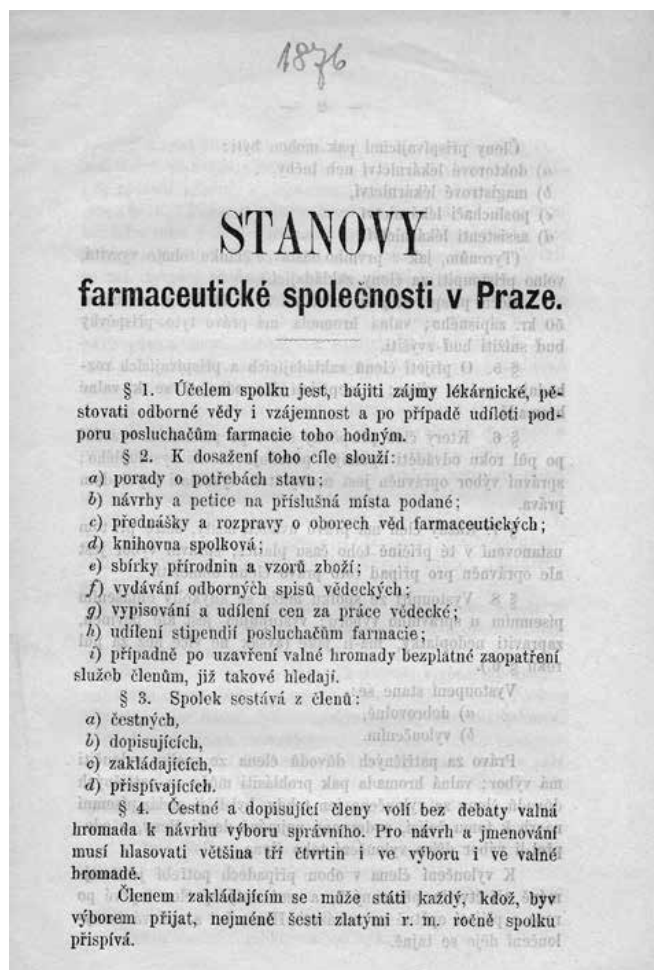 1876
STANOVY
farmaceutické společnosti v Praze.
§ 1. Účelem spolku jest, hájiti zájmy lékárnické, pě-
stovati odborné vědy i vzájemnost a po případě udíleti pod-
poru posluchačům farmacie toho hodným.
§ 2. K dosažení toho cíle slouží:
a) porady o potřebách stavu;
b) návrhy a petice na příslušná místa podané;
c) přednášky a rozpravy o oborech věd farmaceutických;
d) knihovna spolková;
e) sbírky přírodnin a vzorů zboží;
f) vydávání odborných spisů vědeckých;
g) vypisování a udílení cen za práce vědecké;
h) udílení stipendií posluchačům farmacie;
i) případně po uzavření valné hromady bezplatné zaopatření
služeb členům, již takové hledají.
§ 3. Spolek sestává z členů:
a) čestných,
b) dopisujících,
c) zakládajících,
d) přispívajících.
§ 4. Čestné a dopisující členy volí bez debaty valná
hromada k návrhu výboru správního. Pro návrh a jmenování
musí hlasovati většina tří čtvrtin i ve výboru i ve valné
hromadě.
Členem zakládajícím se může státi každý, kdož, byv
výborem přijat, nejméně šesti zlatými r. m. ročně spolku
přispívá.